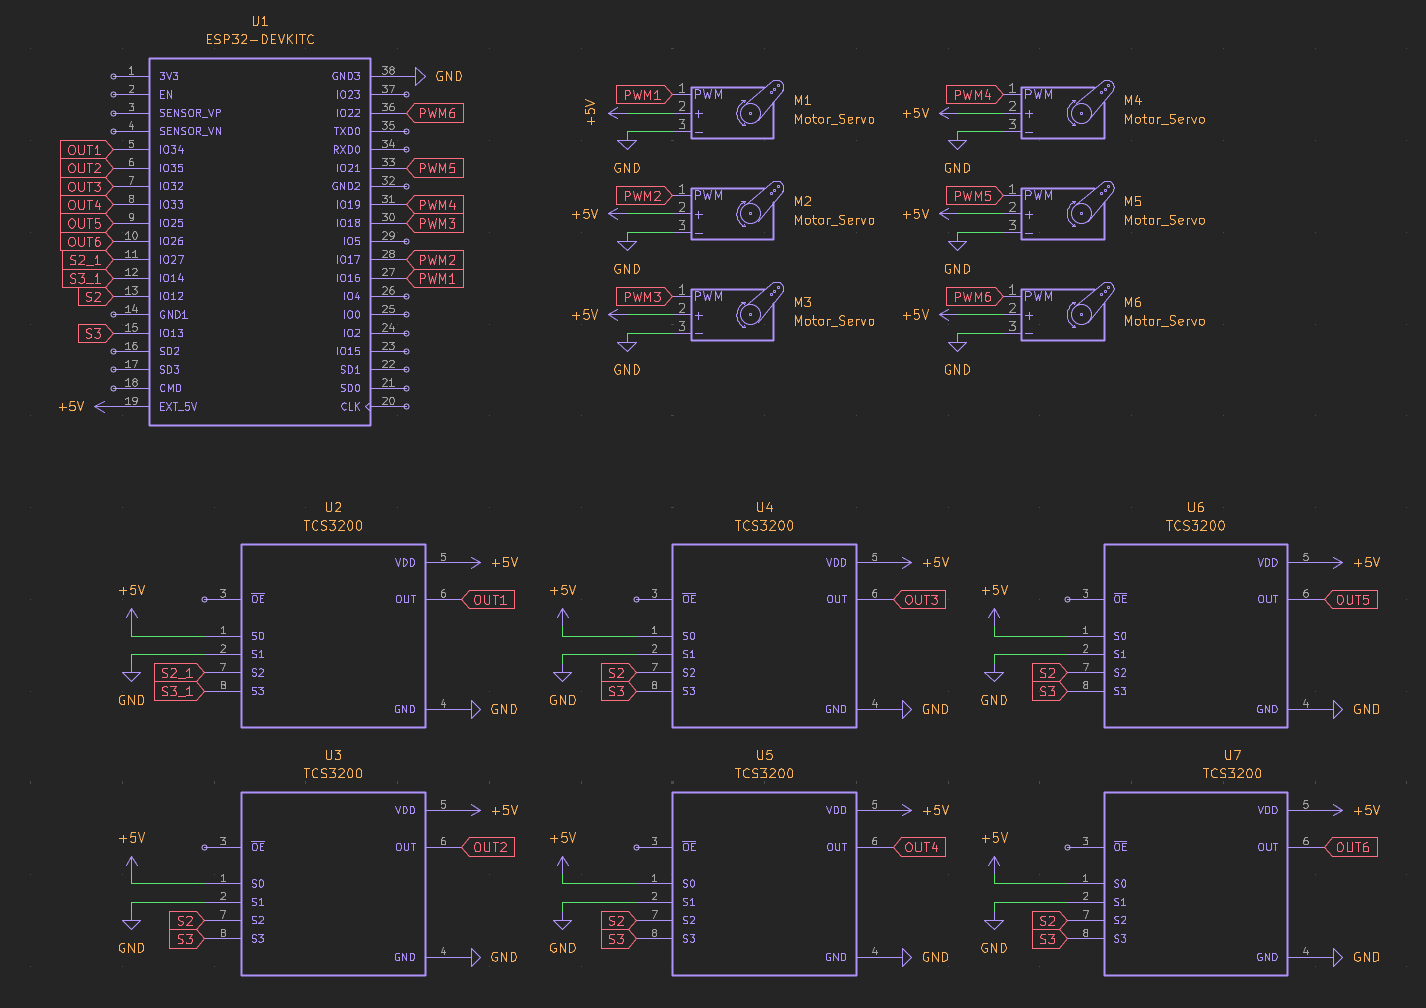 U1
ESP32-DEVKITC
1 3V3
2 EN
3 SENSOR_VP
4 SENSOR_VN
OUT1 5 IO34
OUT2 6 IO35
OUT3 7 IO32
OUT4 8 IO33
OUT5 9 IO25
OUT6 10 IO26
S2_1 11 IO27
S3_1 12 IO14
S2 13 IO12
14 GND1
S3 15 IO13
16 SD2
17 SD3
18 CMD
+5V 19 EXT_5V
GND3 38 GND
IO23 37
IO22 36 PWM6
TXD0 35
RXD0 34
IO21 33 PWM5
GND2 32
IO19 31 PWM4
IO18 30 PWM3
IO5 29
IO17 28 PWM2
IO16 27 PWM1
IO4 26
IO0 25
IO2 24
IO15 23
SD1 22
SD0 21
CLK 20
PWM1 1 PWM
+5V 2 +
3 -
GND
M1
Motor_Servo
PWM4 1 PWM
+5V 2 +
3 -
GND
M4
Motor_Servo
PWM2 1 PWM
+5V 2 +
3 -
GND
M2
Motor_Servo
PWM5 1 PWM
+5V 2 +
3 -
GND
M5
Motor_Servo
PWM3 1 PWM
+5V 2 +
3 -
GND
M3
Motor_Servo
PWM6 1 PWM
+5V 2 +
3 -
GND
M6
Motor_Servo
U2
TCS3200
VDD 5 +5V
+5V
3 OE
OUT 6 OUT1
1 S0
2 S1
S2_1 7 S2
S3_1 8 S3
GND
GND 4 GND
U4
TCS3200
VDD 5 +5V
+5V
3 OE
OUT 6 OUT3
1 S0
2 S1
S2 7 S2
S3 8 S3
GND
GND 4 GND
U6
TCS3200
VDD 5 +5V
+5V
3 OE
OUT 6 OUT5
1 S0
2 S1
S2 7 S2
S3 8 S3
GND
GND 4 GND
U3
TCS3200
VDD 5 +5V
+5V
3 OE
OUT 6 OUT2
1 S0
2 S1
S2 7 S2
S3 8 S3
GND
GND 4 GND
U5
TCS3200
VDD 5 +5V
+5V
3 OE
OUT 6 OUT4
1 S0
2 S1
S2 7 S2
S3 8 S3
GND
GND 4 GND
U7
TCS3200
VDD 5 +5V
+5V
3 OE
OUT 6 OUT6
1 S0
2 S1
S2 7 S2
S3 8 S3
GND
GND 4 GND